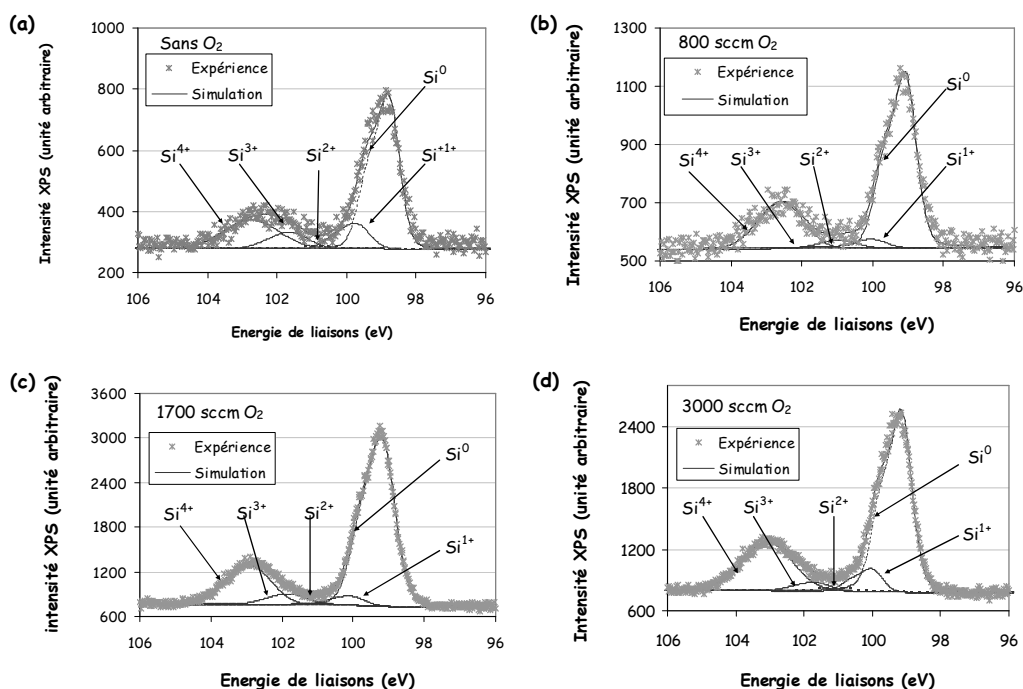 (a)
Intensité XPS (unité arbitraire)
1000
800
600
400
200
Sans O2
Expérience
Simulation
Si0
Si4+
Si3+
Si2+
Si+1+
106
104
102
100
98
96
Energie de liaisons (eV)
(b)
Intensité XPS (unité arbitraire)
1300
1100
900
700
500
800 sccm O2
Expérience
Simulation
Si0
Si4+
Si3+
Si2+
Si1+
106
104
102
100
98
96
Energie de liaisons (eV)
(c)
intensité XPS (unité arbitraire)
3600
3000
2400
1800
1200
600
1700 sccm O2
Expérience
Simulation
Si0
Si4+
Si3+
Si2+
Si1+
106
104
102
100
98
96
Energie de liaisons (eV)
(d)
Intensité XPS (unité arbitraire)
2400
1800
1200
600
3000 sccm O2
Expérience
Simulation
Si0
Si4+
Si3+
Si2+
Si1+
106
104
102
100
98
96
Energie de liaisons (eV)